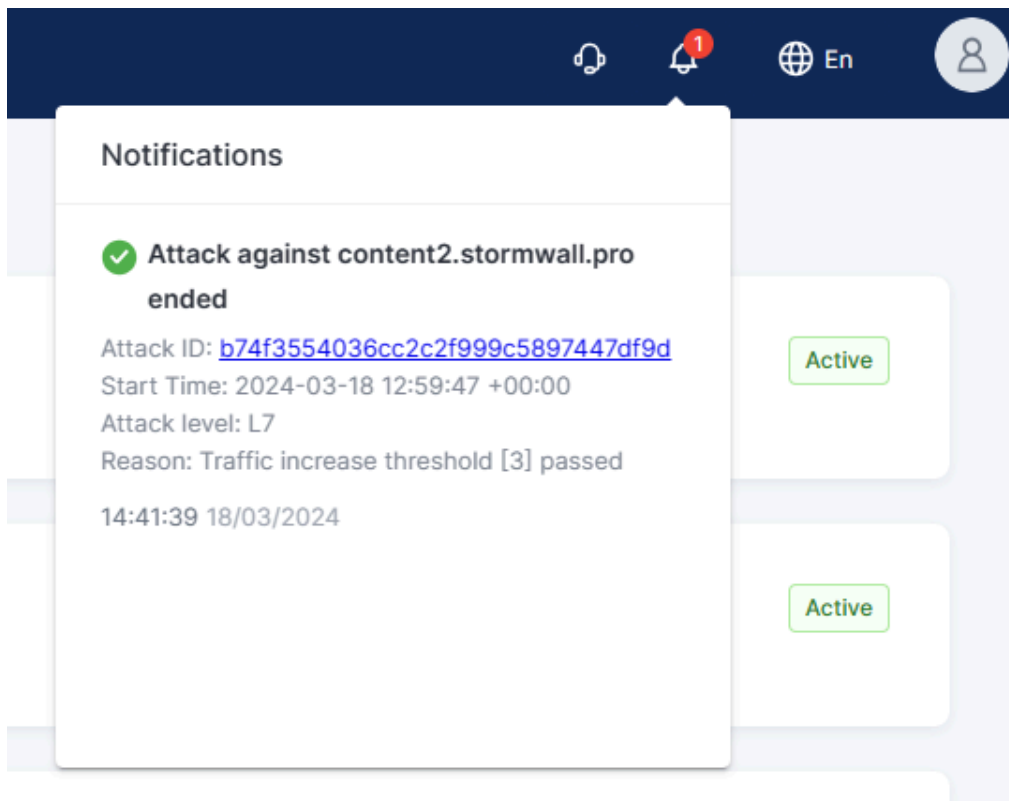 1
En
Notifications
Attack against content2.stormwall.pro
ended
Attack ID: b74f3554036cc2c2f999c5897447df9d
Start Time: 2024-03-18 12:59:47 +00:00
Attack level: L7
Reason: Traffic increase threshold [3] passed
14:41:39 18/03/2024
Active
Active